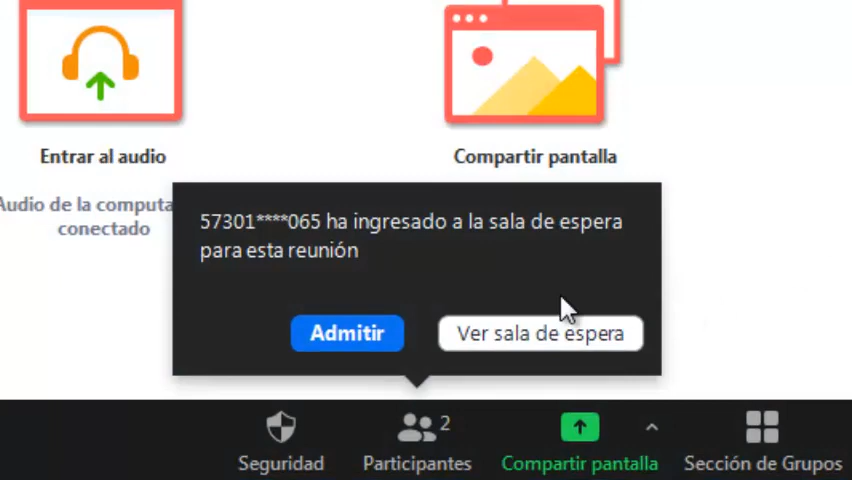 Entrar al audio
Compartir pantalla
Audio de la computa
conectado
57301****065 ha ingresado a la sala de espera
para esta reunión
Admitir
Ver sala de espera
2
Seguridad
Participantes
Compartir pantalla
Sección de Grupos